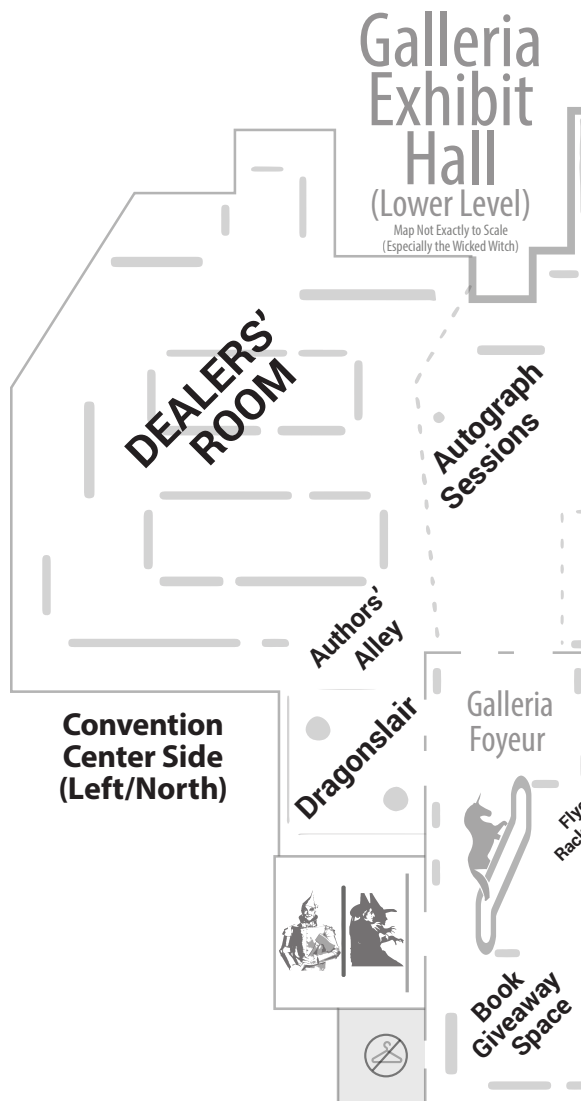 Galleria
Exhibit
Hall
(Lower Level)
Map Not Exactly to Scale
(Especially the Wicked Witch)
DEALERS’
ROOM
Autograph
Sessions
Authors’
Alley
Convention
Center Side
(Left/North)
Dragonslair
Galleria
Foyeur
Book
Giveaway
Space